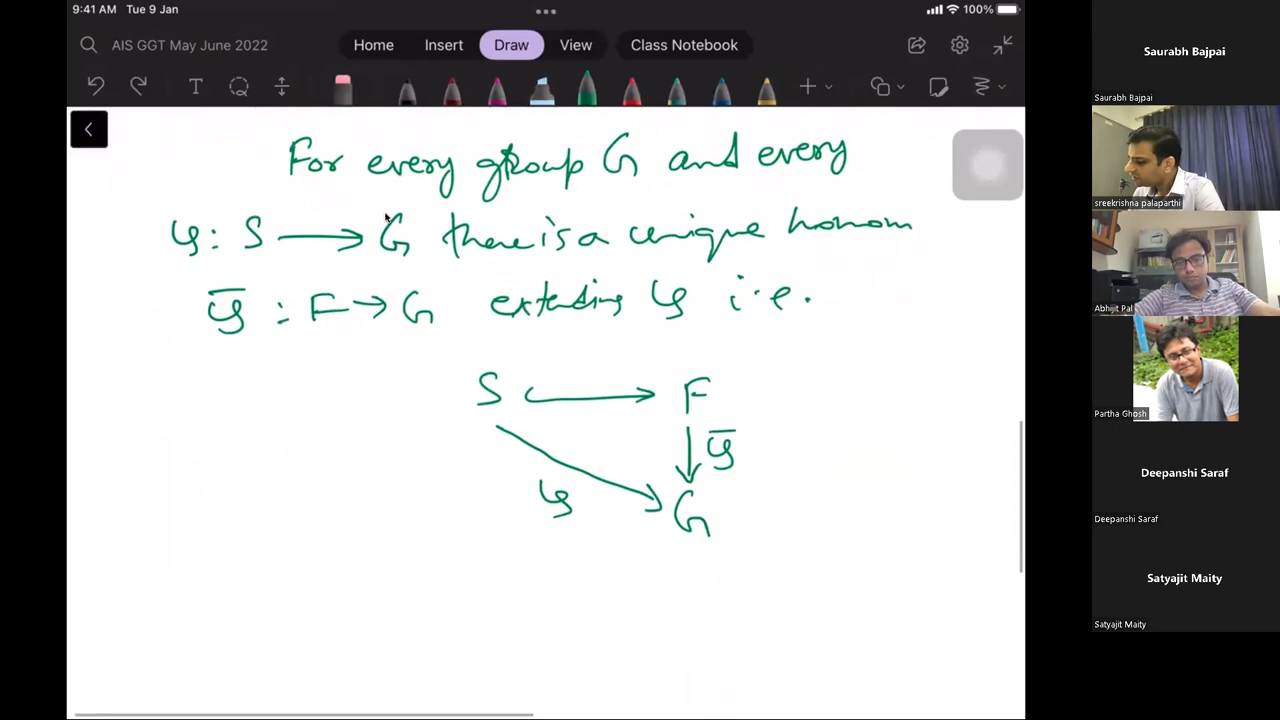 9:41 AM Tue 9 Jan
100%
AIS GGT May June 2022
Home Insert Draw View Class Notebook
For every group G and every
φ: S → G there is a unique homom
φ̅ : F → G extending φ i.e.
S ↪ F
φ̅
φ
G
Saurabh Bajpai
Saurabh Bajpai
sreekrishna palaparthi
Abhijit Pal
Partha Ghosh
Deepanshi Saraf
Deepanshi Saraf
Satyajit Maity
Satyajit Maity